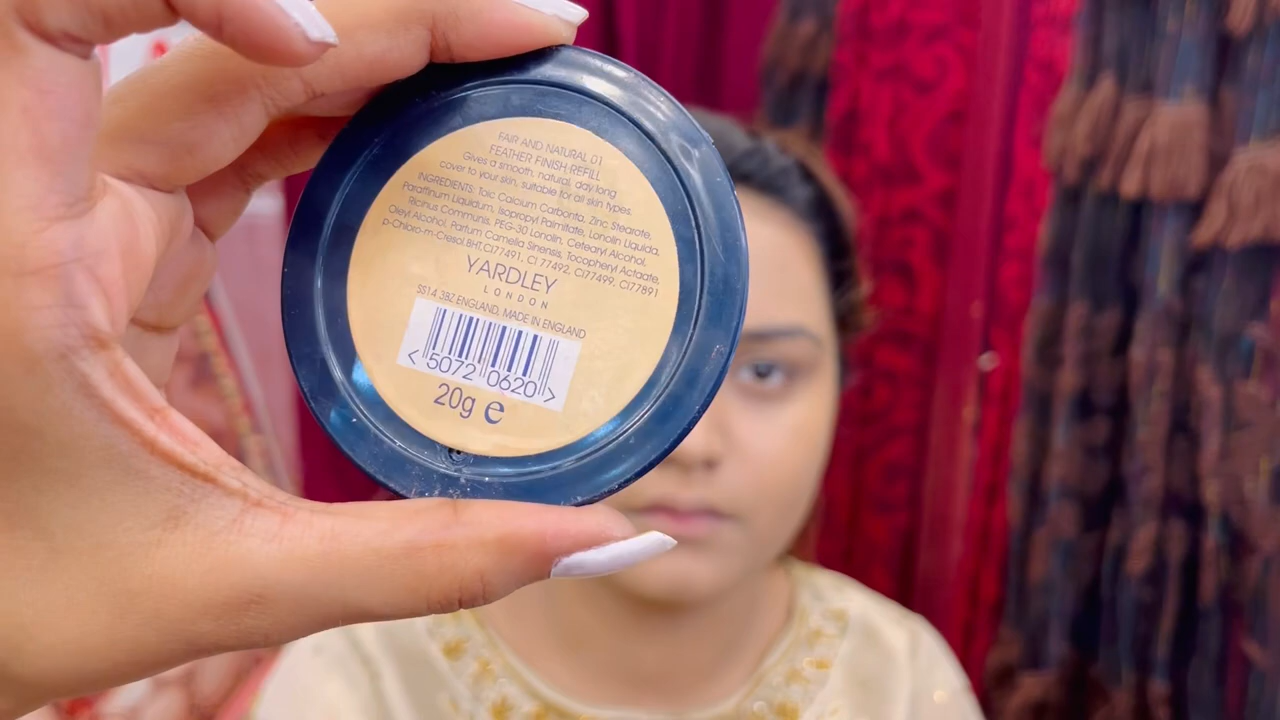 FAIR AND NATURAL 01
FEATHER FINISH REFILL
Gives a smooth, natural, day long
cover to your skin, suitable for all skin types.
INGREDIENTS: Talc Calcium Carbonta, Zinc Stearote,
Paraffinum Liquidum, Isopropyl Palmitate, Lonolin Liquida,
Ricinus Communis, PEG-30 Lonolin, Cetearyl Alcohol,
Oleyl Alcohol, Parfum Camelia Sinensis, Tocopheryl Actaate,
p-Chloro-m-Cresol.BHT,CI77491, CI 77492, CI77499, CI77891
YARDLEY
LONDON
SS14 3BZ ENGLAND. MADE IN ENGLAND
< 5072 0620 >
20g e